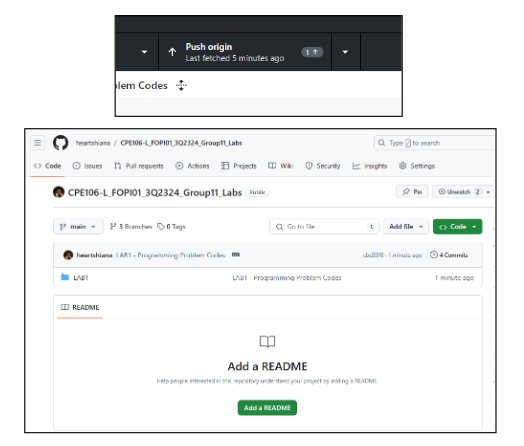 Push origin
Last fetched 5 minutes ago
1
lem Codes
heartshiana / CPE106-L_FOPI01_3Q2324_Group11_Labs
Type / to search
Code Issues Pull requests Actions Projects Wiki Security Insights Settings
CPE106-L_FOPI01_3Q2324_Group11_Labs Public
Pin Unwatch 2
main 3 Branches 0 Tags Go to file t Add file Code
heartshiana LAB1 - Programming Problem Codes 1 minute ago 4 Commits
LAB1 LAB1 - Programming Problem Codes 1 minute ago
README
Add a README
Help people interested in this repository understand your project by adding a README.
Add a README